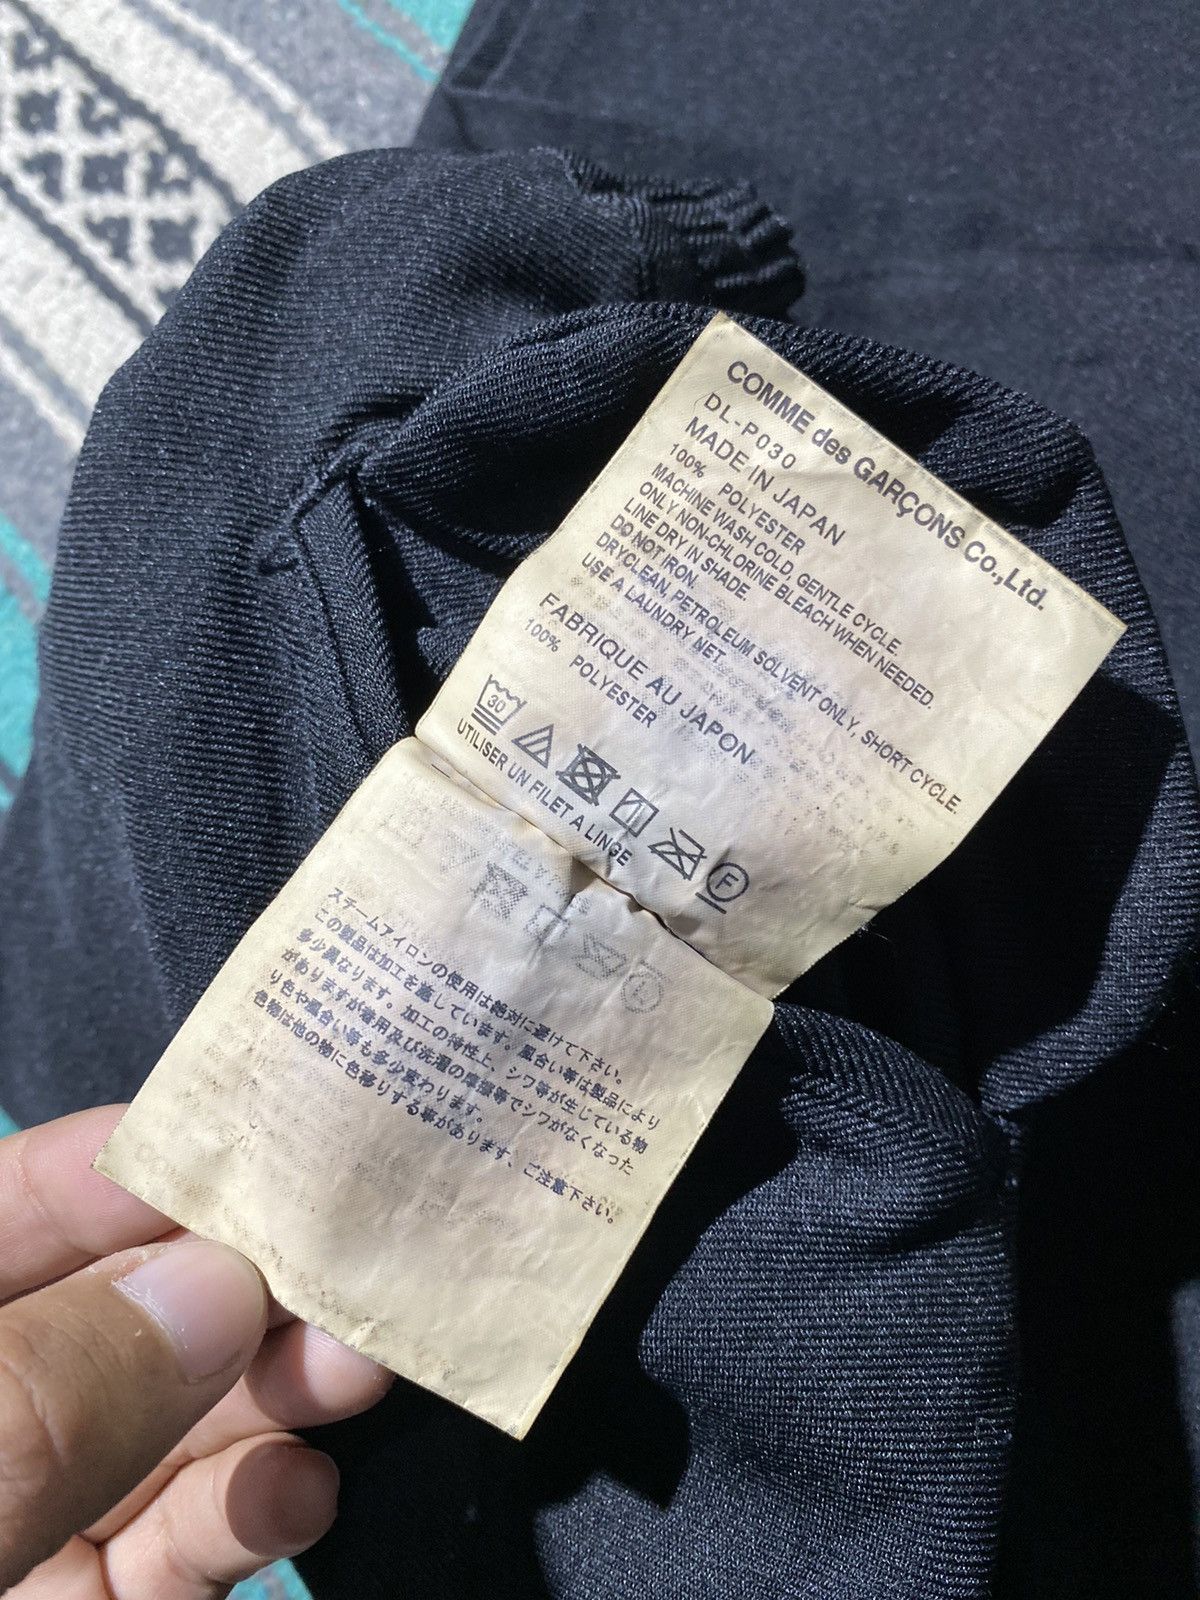 COMME des GARÇONS Co.,Ltd.
DL-P030
MADE IN JAPAN
100% POLYESTER
MACHINE WASH COLD, GENTLE CYCLE.
ONLY NON-CHLORINE BLEACH WHEN NEEDED.
LINE DRY IN SHADE.
DO NOT IRON.
DRYCLEAN, PETROLEUM SOLVENT ONLY, SHORT CYCLE.
USE A LAUNDRY NET.
FABRIQUE AU JAPON
100% POLYESTER
30
F
UTILISER UN FILET A LINGE
スチームアイロンの使用は絶対に避けて下さい。
この製品は加工を施しています。風合い等は製品により
多少異なります。加工の特性上、シワ等が生じている物
がありますが着用及び洗濯の摩擦等でシワがなくなった
り色や風合い等も多少変わります。
色物は他の物に色移りする事があります、ご注意下さい。